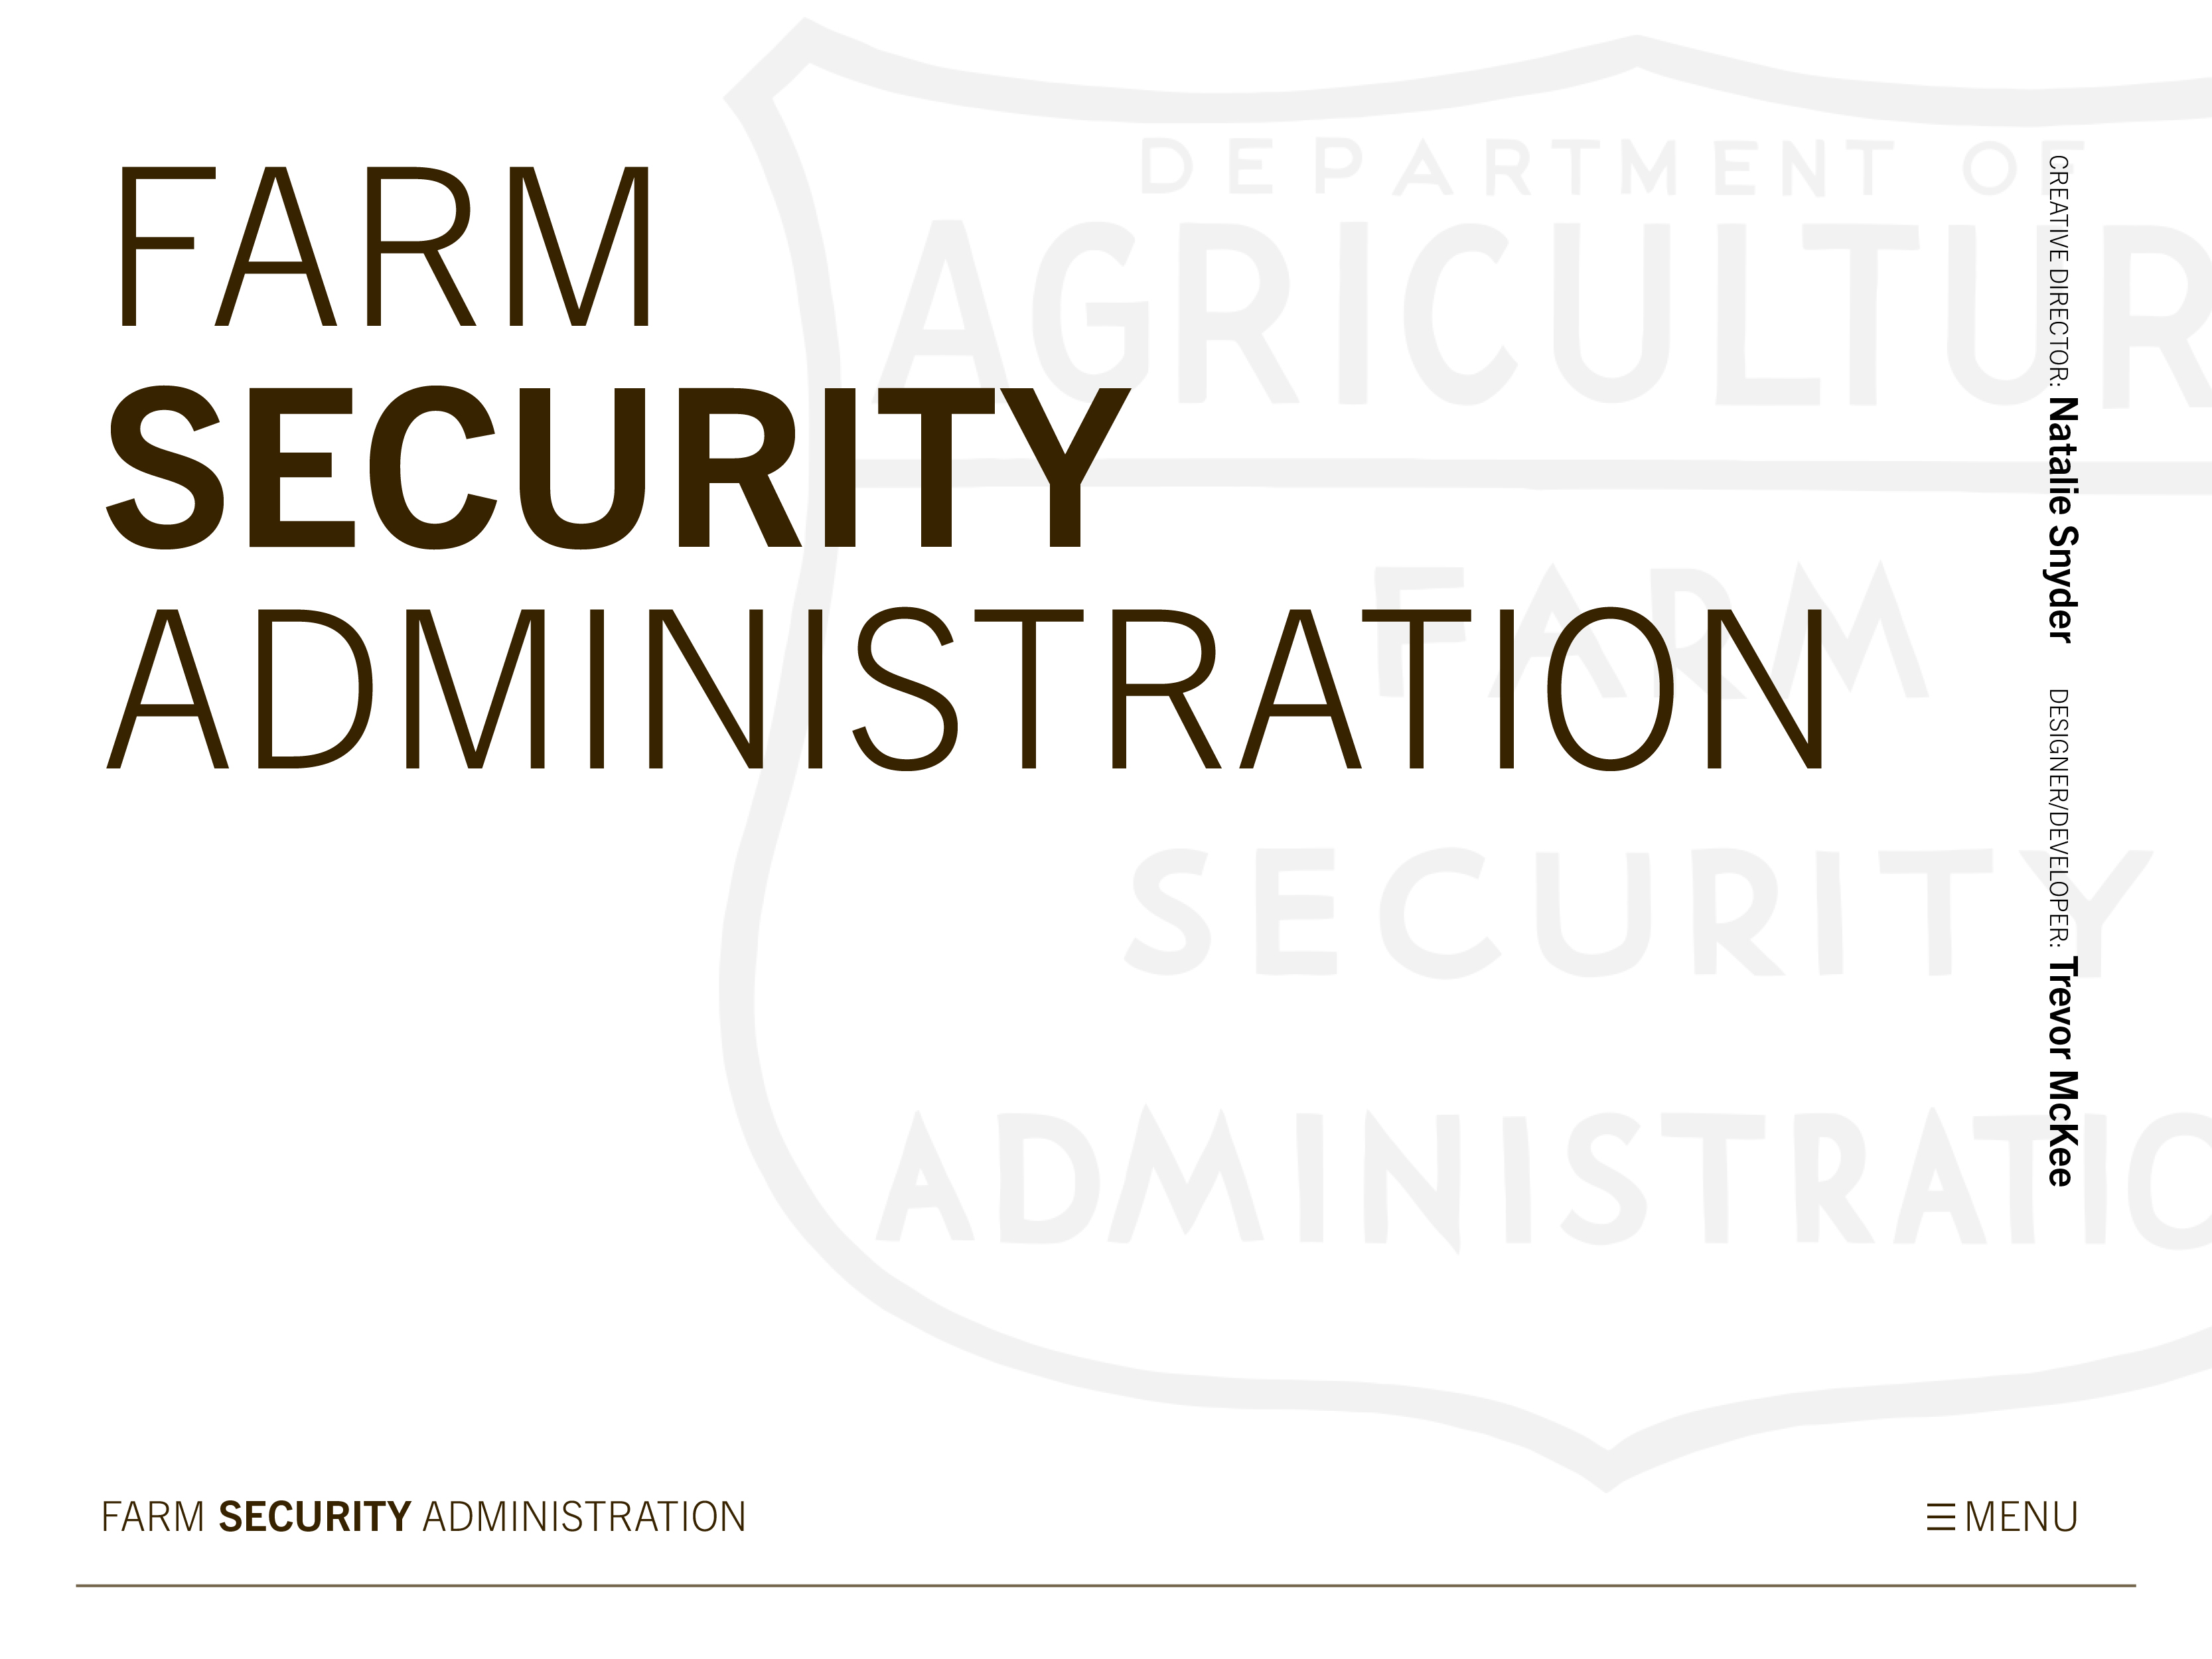 FARM
SECURITY
ADMINISTRATION
DEPARTMENT OF
AGRICULTUR
FARM
SECURITY
ADMINISTRATIO
CREATIVE DIRECTOR: Natalie Snyder DESIGNER/DEVELOPER: Trevor McKee
FARM SECURITY ADMINISTRATION
☰ MENU